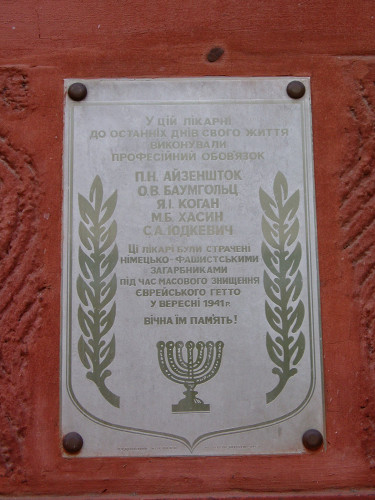 У ЦІЙ ЛІКАРНІ
ДО ОСТАННІХ ДНІВ СВОГО ЖИТТЯ
ВИКОНУВАЛИ
ПРОФЕСІЙНИЙ ОБОВ'ЯЗОК
П.Н. АЙЗЕНШТОК
О.В. БАУМГОЛЬЦ
Я.І. КОГАН
М.Б. ХАСИН
С.А. ЮДКЕВИЧ
ЦІ ЛІКАРІ БУЛИ СТРАЧЕНІ
НІМЕЦЬКО-ФАШИСТСЬКИМИ
ЗАГАРБНИКАМИ
ПІД ЧАС МАСОВОГО ЗНИЩЕННЯ
ЄВРЕЙСЬКОГО ГЕТТО
У ВЕРЕСНІ 1941 р.
ВІЧНА ЇМ ПАМ'ЯТЬ!